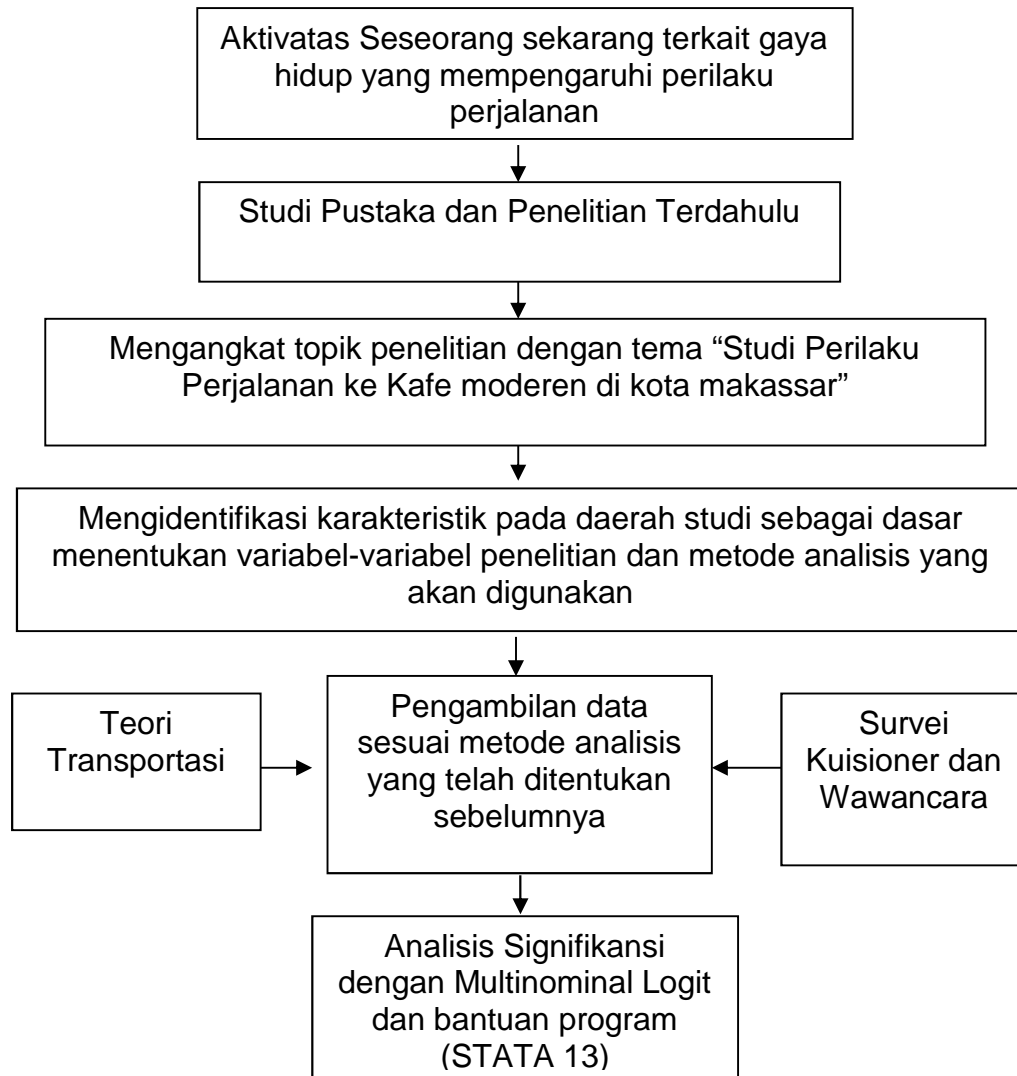 Aktivatas Seseorang sekarang terkait gaya
hidup yang mempengaruhi perilaku
perjalanan
Studi Pustaka dan Penelitian Terdahulu
Mengangkat topik penelitian dengan tema “Studi Perilaku
Perjalanan ke Kafe moderen di kota makassar”
Mengidentifikasi karakteristik pada daerah studi sebagai dasar
menentukan variabel-variabel penelitian dan metode analisis yang
akan digunakan
Teori
Transportasi
Pengambilan data
sesuai metode analisis
yang telah ditentukan
sebelumnya
Survei
Kuisioner dan
Wawancara
Analisis Signifikansi
dengan Multinominal Logit
dan bantuan program
(STATA 13)